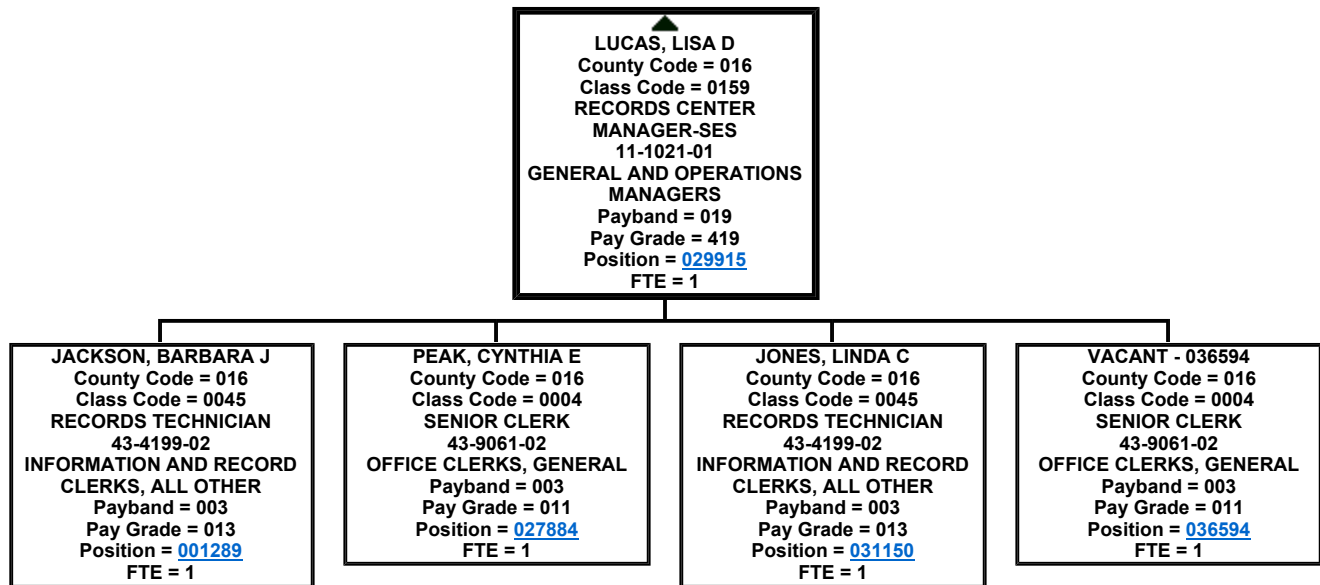 LUCAS, LISA D
County Code = 016
Class Code = 0159
RECORDS CENTER
MANAGER-SES
11-1021-01
GENERAL AND OPERATIONS
MANAGERS
Payband = 019
Pay Grade = 419
Position = 029915
FTE = 1
JACKSON, BARBARA J
County Code = 016
Class Code = 0045
RECORDS TECHNICIAN
43-4199-02
INFORMATION AND RECORD
CLERKS, ALL OTHER
Payband = 003
Pay Grade = 013
Position = 001289
FTE = 1
PEAK, CYNTHIA E
County Code = 016
Class Code = 0004
SENIOR CLERK
43-9061-02
OFFICE CLERKS, GENERAL
Payband = 003
Pay Grade = 011
Position = 027884
FTE = 1
JONES, LINDA C
County Code = 016
Class Code = 0045
RECORDS TECHNICIAN
43-4199-02
INFORMATION AND RECORD
CLERKS, ALL OTHER
Payband = 003
Pay Grade = 013
Position = 031150
FTE = 1
VACANT - 036594
County Code = 016
Class Code = 0004
SENIOR CLERK
43-9061-02
OFFICE CLERKS, GENERAL
Payband = 003
Pay Grade = 011
Position = 036594
FTE = 1